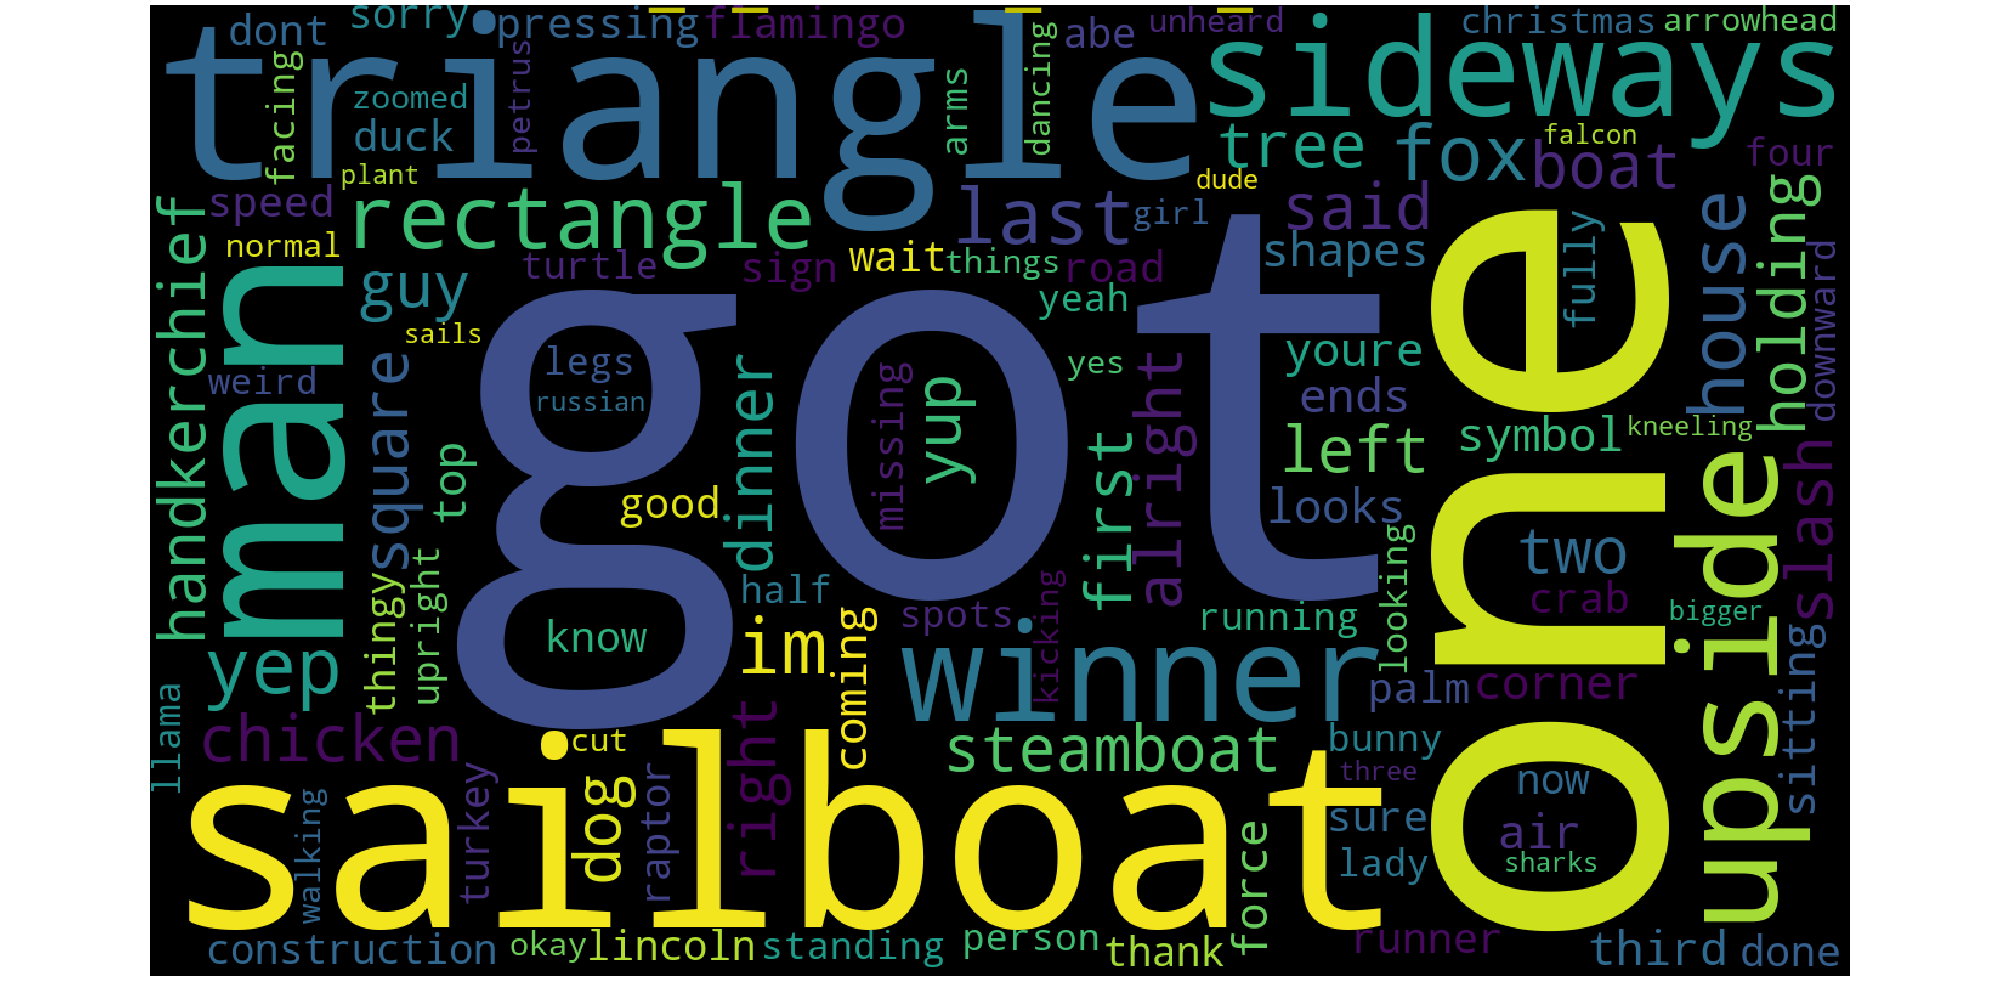 sorry
pressing
flamingo
dont
abe
unheard
christmas
arrowhead
triangle
sideways
facing
zoomed
petrus
duck
arms
dancing
tree
fox
falcon
boat
four
plant
dude
speed
rectangle
last
girl
said
handkerchief
normal
man
guy
turtle
sign
wait
things
road
shapes
fully
house
holding
downward
yeah
got
one
sails
weird
square
legs
russian
dinner
missing
yup
yes
alright
youre
ends
left
symbol
kneeling
top
good
first
looks
looking
two
upside
slash
thingy
upright
half
know
im
coming
spots
kicking
running
crab
bigger
sitting
yep
winner
palm
corner
llama
chicken
cut
right
steamboat
bunny
three
now
sailboat
walking
turkey
dog
raptor
sure
air
force
lady
sharks
construction
okay
lincoln
standing
person
thank
runner
third
done